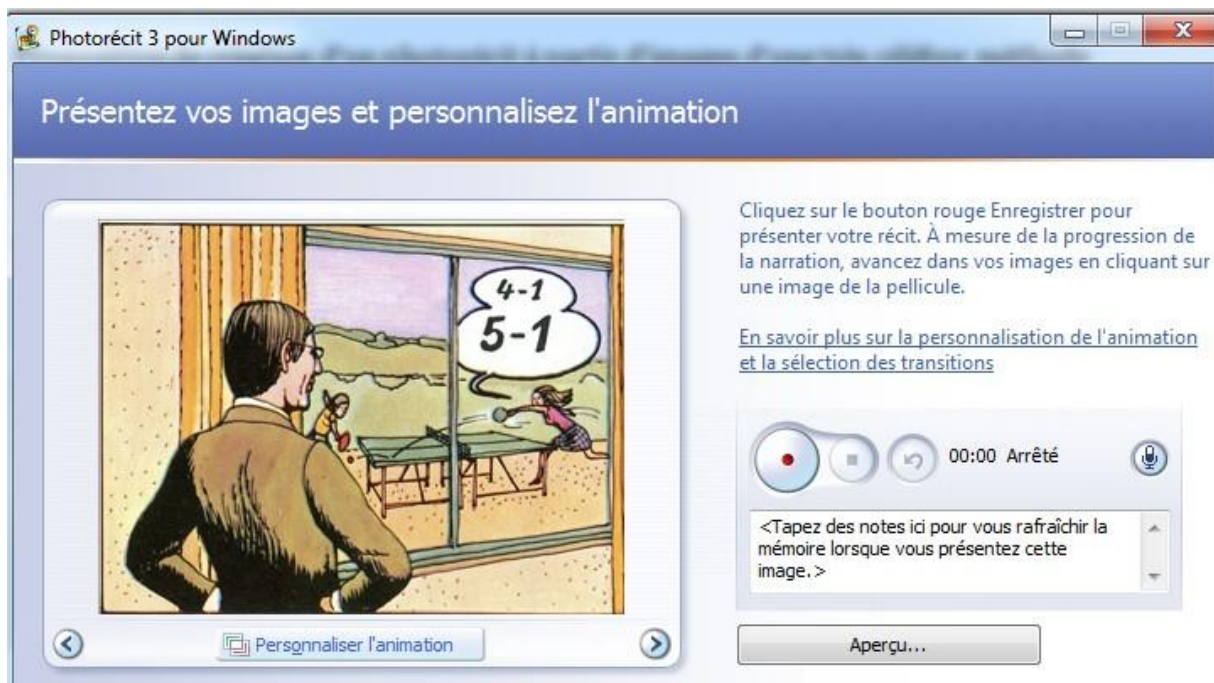 Photorécit 3 pour Windows
Présentez vos images et personnalisez l'animation
4-1
5-1
Personnaliser l'animation
Cliquez sur le bouton rouge Enregistrer pour
présenter votre récit. À mesure de la progression de
la narration, avancez dans vos images en cliquant sur
une image de la pellicule.
En savoir plus sur la personnalisation de l'animation
et la sélection des transitions
00:00 Arrêté
<Tapez des notes ici pour vous rafraîchir la
mémoire lorsque vous présentez cette
image.>
Aperçu...